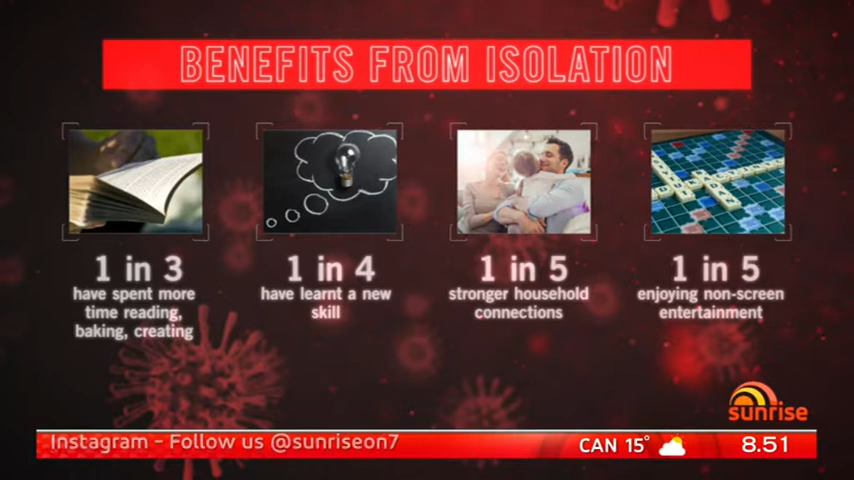 BENEFITS FROM ISOLATION
1 in 3
have spent more
time reading,
baking, creating
1 in 4
have learnt a new
skill
1 in 5
stronger household
connections
1 in 5
enjoying non-screen
entertainment
sunrise
Instagram - Follow us @sunriseon7
CAN 15°
8.51